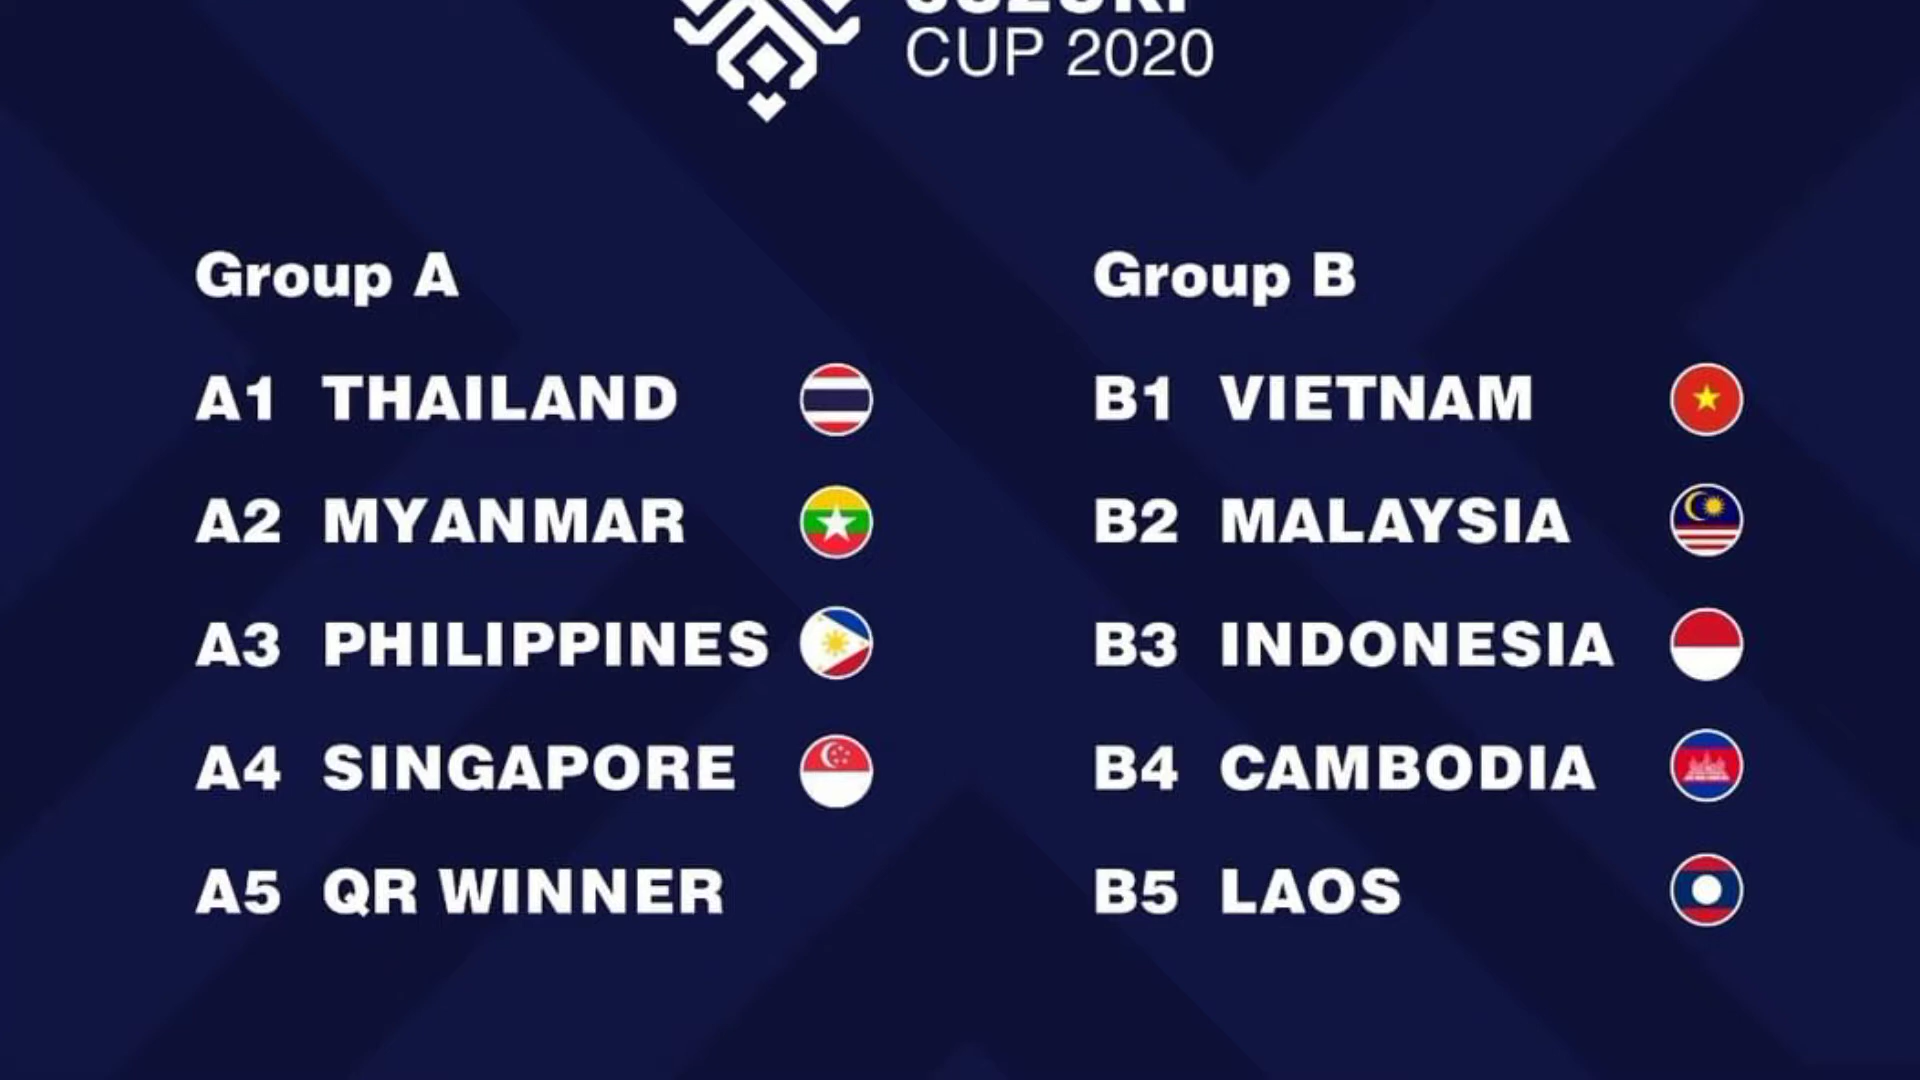 SUZUKI
CUP 2020
Group A
A1 THAILAND
A2 MYANMAR
A3 PHILIPPINES
A4 SINGAPORE
A5 QR WINNER
Group B
B1 VIETNAM
B2 MALAYSIA
B3 INDONESIA
B4 CAMBODIA
B5 LAOS